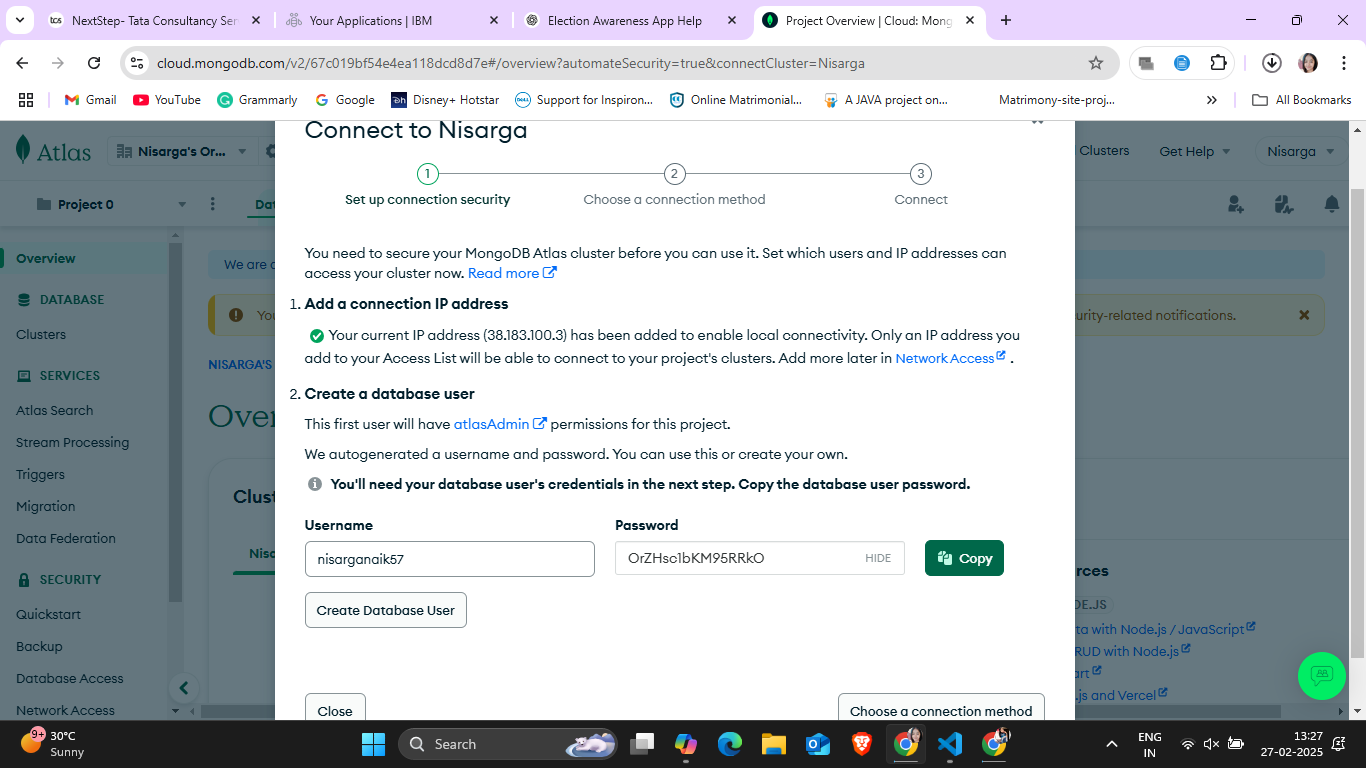 NextStep- Tata Consultancy Ser
Your Applications | IBM
Election Awareness App Help
Project Overview | Cloud: Mong
cloud.mongodb.com/v2/67c019bf54e4ea118dcd8d7e#/overview?automateSecurity=true&connectCluster=Nisarga
Gmail
YouTube
Grammarly
Google
Disney+ Hotstar
Support for Inspiron...
Online Matrimonial...
A JAVA project on...
Matrimony-site-proj...
All Bookmarks
Atlas
Nisarga's Or...
Clusters
Get Help
Nisarga
Project 0
Dat
Overview
DATABASE
Clusters
SERVICES
Atlas Search
Stream Processing
Triggers
Migration
Data Federation
SECURITY
Quickstart
Backup
Database Access
Network Access
We are c
You
urity-related notifications.
NISARGA'S
Over
Clust
Nisa
Connect to Nisarga
1
2
3
Set up connection security
Choose a connection method
Connect
You need to secure your MongoDB Atlas cluster before you can use it. Set which users and IP addresses can
access your cluster now. Read more
1. Add a connection IP address
Your current IP address (38.183.100.3) has been added to enable local connectivity. Only an IP address you
add to your Access List will be able to connect to your project's clusters. Add more later in Network Access .
2. Create a database user
This first user will have atlasAdmin permissions for this project.
We autogenerated a username and password. You can use this or create your own.
You'll need your database user's credentials in the next step. Copy the database user password.
Username
Password
nisarganaik57
OrZHsc1bKM95RRkO
HIDE
Copy
Create Database User
Close
Choose a connection method
rces
DE.JS
ta with Node.js / JavaScript
RUD with Node.js
art
.js and Vercel
9+
30°C
Sunny
Search
ENG
IN
13:27
27-02-2025